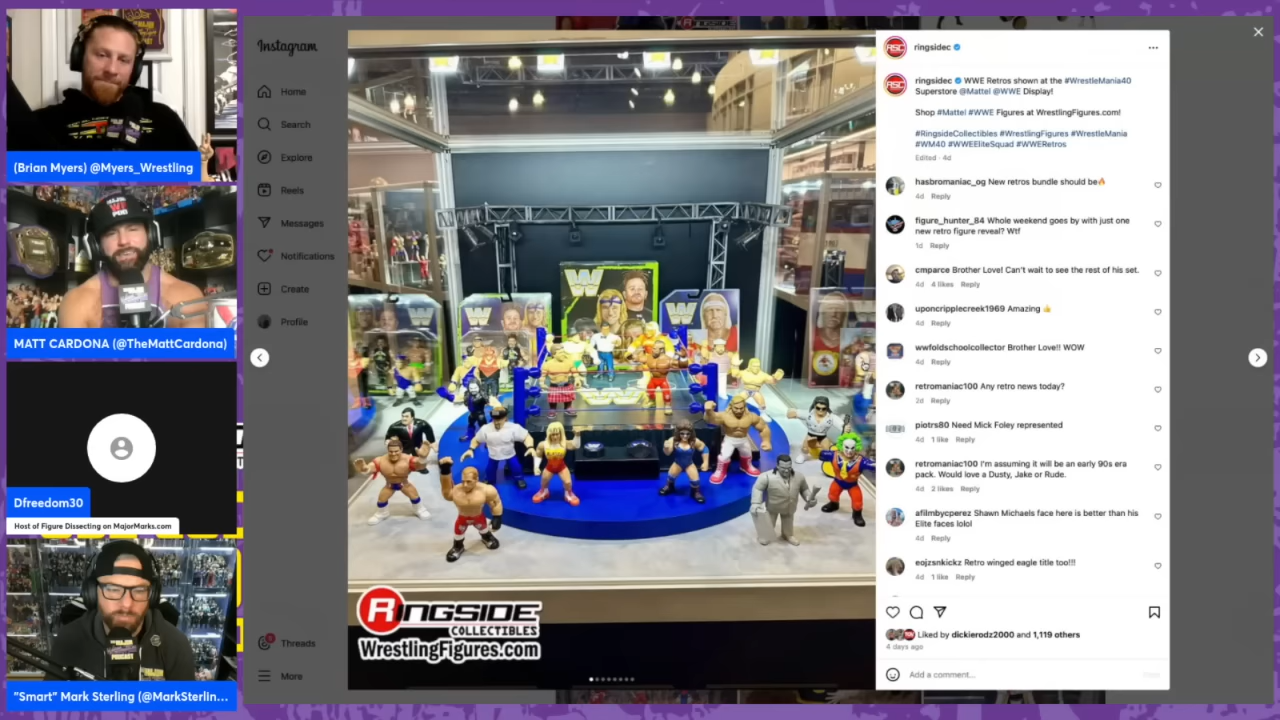 (Brian Myers) @Myers_Wrestling
MATT CARDONA (@TheMattCardona)
Dfreedom30
Host of Figure Dissecting on MajorMarks.com
"Smart" Mark Sterling (@MarkSterlin...
Instagram
Home
Search
Explore
Reels
Messages
Notifications
Create
Profile
Threads
More
RINGSIDE
COLLECTIBLES
WrestlingFigures.com
ringsidec
ringsidec WWE Retros shown at the #WrestleMania40
Superstore @Mattel @WWE Display!
Shop #Mattel #WWE Figures at WrestlingFigures.com!
#RingsideCollectibles #WrestlingFigures #WrestleMania
#WM40 #WWEEliteSquad #WWERetros
Edited · 4d
hasbromaniac_og New retros bundle should be🔥
4d Reply
figure_hunter_84 Whole weekend goes by with just one
new retro figure reveal? Wtf
1d Reply
cmparce Brother Love! Can't wait to see the rest of his set.
4d 4 likes Reply
uponcripplecreek1969 Amazing 👍
4d Reply
wwfoldschoolcollector Brother Love!! WOW
4d Reply
retromaniac100 Any retro news today?
2d Reply
piotrs80 Need Mick Foley represented
4d 1 like Reply
retromaniac100 I'm assuming it will be an early 90s era
pack. Would love a Dusty, Jake or Rude.
4d 2 likes Reply
afilmbycperez Shawn Michaels face here is better than his
Elite faces lolol
4d Reply
eojzsnkickz Retro winged eagle title too!!!
4d 1 like Reply
Liked by dickierodz2000 and 1,119 others
4 days ago
Add a comment...
Post